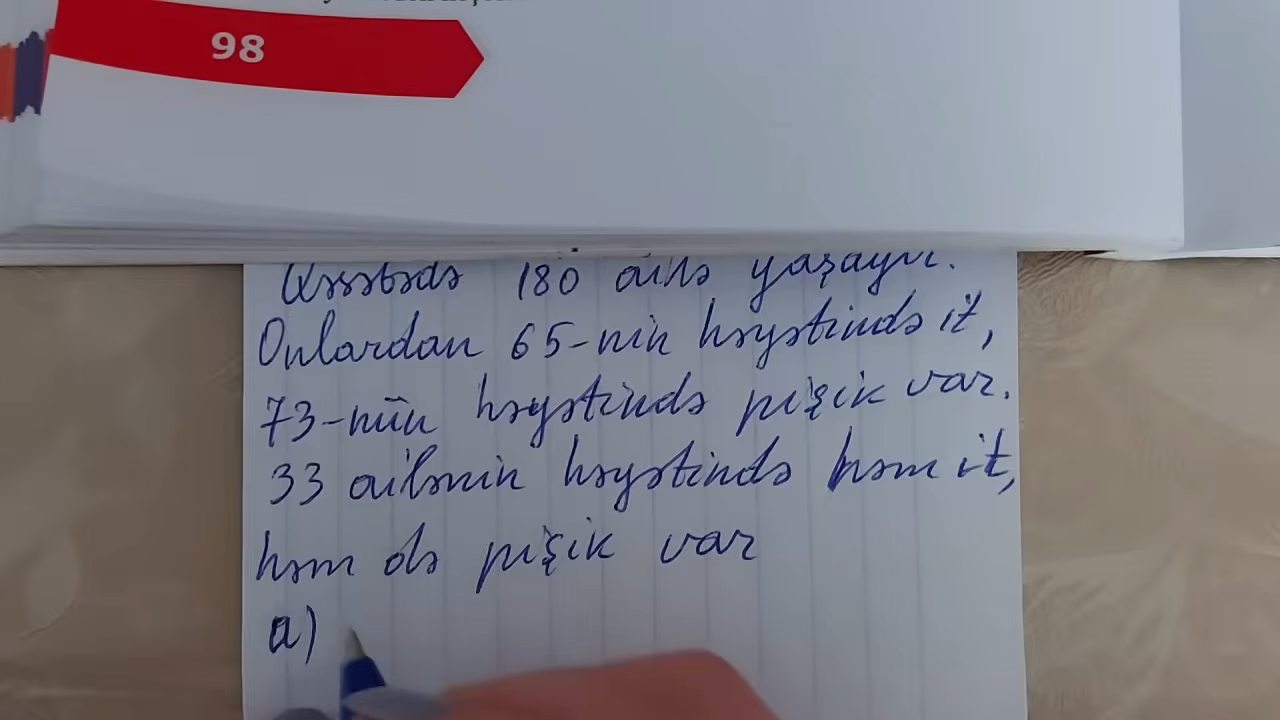 98
Qəsəbədə 180 ailə yaşayır.
Onlardan 65-nin həyətində it,
73-nün həyətində pişik var.
33 ailənin həyətində həm it,
həm də pişik var
a)